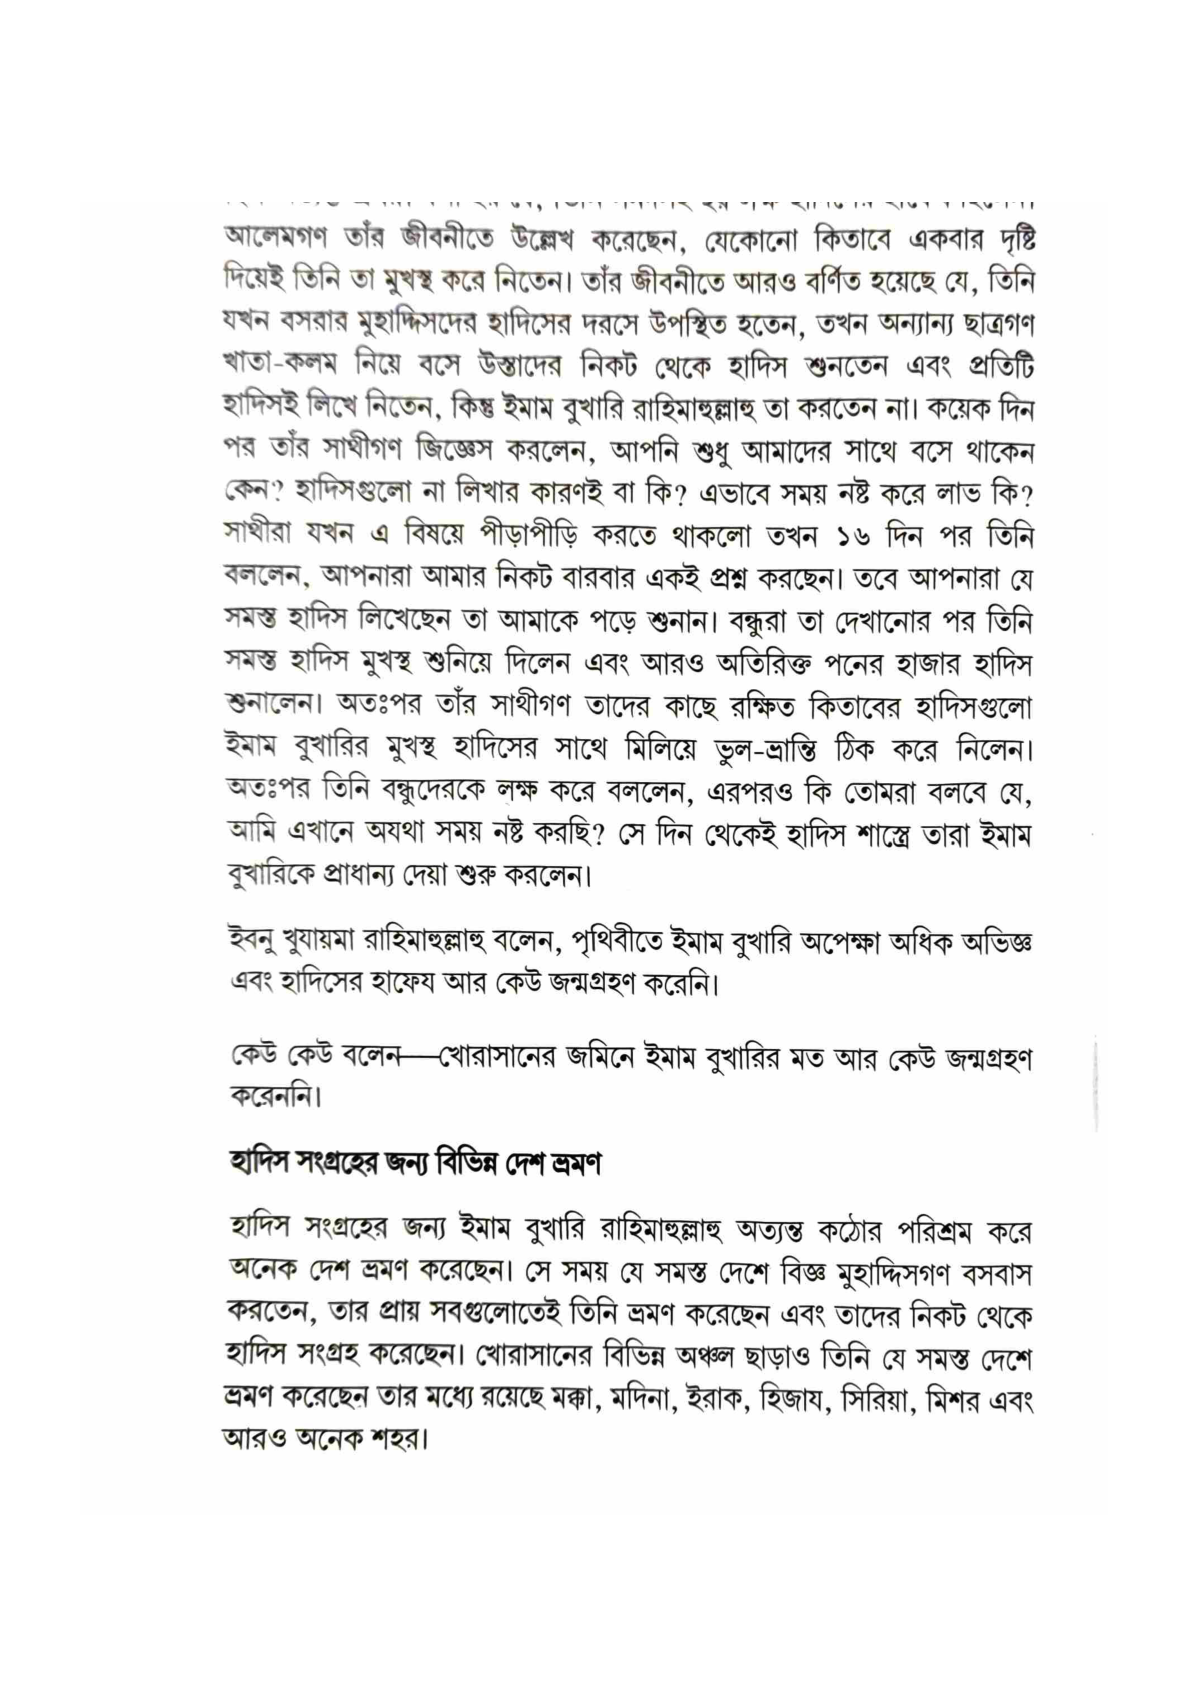 আলেমগণ তাঁর জীবনীতে উল্লেখ করেছেন, যেকোনো কিতাবে একবার দৃষ্টি
দিয়েই তিনি তা মুখস্থ করে নিতেন। তাঁর জীবনীতে আরও বর্ণিত হয়েছে যে, তিনি
যখন বসরার মুহাদ্দিসদের হাদিসের দরসে উপস্থিত হতেন, তখন অন্যান্য ছাত্রগণ
খাতা-কলম নিয়ে বসে উস্তাদের নিকট থেকে হাদিস শুনতেন এবং প্রতিটি
হাদিসই লিখে নিতেন, কিন্তু ইমাম বুখারি রাহিমাহুল্লাহু তা করতেন না। কয়েক দিন
পর তাঁর সাথীগণ জিজ্ঞেস করলেন, আপনি শুধু আমাদের সাথে বসে থাকেন
কেন? হাদিসগুলো না লিখার কারণই বা কি? এভাবে সময় নষ্ট করে লাভ কি?
সাথীরা যখন এ বিষয়ে পীড়াপীড়ি করতে থাকলো তখন ১৬ দিন পর তিনি
বললেন, আপনারা আমার নিকট বারবার একই প্রশ্ন করছেন। তবে আপনারা যে
সমস্ত হাদিস লিখেছেন তা আমাকে পড়ে শুনান। বন্ধুরা তা দেখানোর পর তিনি
সমস্ত হাদিস মুখস্থ শুনিয়ে দিলেন এবং আরও অতিরিক্ত পনের হাজার হাদিস
শুনালেন। অতঃপর তাঁর সাথীগণ তাদের কাছে রক্ষিত কিতাবের হাদিসগুলো
ইমাম বুখারির মুখস্থ হাদিসের সাথে মিলিয়ে ভুল-ভ্রান্তি ঠিক করে নিলেন।
অতঃপর তিনি বন্ধুদেরকে লক্ষ করে বললেন, এরপরও কি তোমরা বলবে যে,
আমি এখানে অযথা সময় নষ্ট করছি? সে দিন থেকেই হাদিস শাস্ত্রে তারা ইমাম
বুখারিকে প্রাধান্য দেয়া শুরু করলেন।
ইবনু খুযায়মা রাহিমাহুল্লাহু বলেন, পৃথিবীতে ইমাম বুখারি অপেক্ষা অধিক অভিজ্ঞ
এবং হাদিসের হাফেয আর কেউ জন্মগ্রহণ করেনি।
কেউ কেউ বলেন—খোরাসানের জমিনে ইমাম বুখারির মত আর কেউ জন্মগ্রহণ
করেননি।
হাদিস সংগ্রহের জন্য বিভিন্ন দেশ ভ্রমণ
হাদিস সংগ্রহের জন্য ইমাম বুখারি রাহিমাহুল্লাহু অত্যন্ত কঠোর পরিশ্রম করে
অনেক দেশ ভ্রমণ করেছেন। সে সময় যে সমস্ত দেশে বিজ্ঞ মুহাদ্দিসগণ বসবাস
করতেন, তার প্রায় সবগুলোতেই তিনি ভ্রমণ করেছেন এবং তাদের নিকট থেকে
হাদিস সংগ্রহ করেছেন। খোরাসানের বিভিন্ন অঞ্চল ছাড়াও তিনি যে সমস্ত দেশে
ভ্রমণ করেছেন তার মধ্যে রয়েছে মক্কা, মদিনা, ইরাক, হিজায, সিরিয়া, মিশর এবং
আরও অনেক শহর।